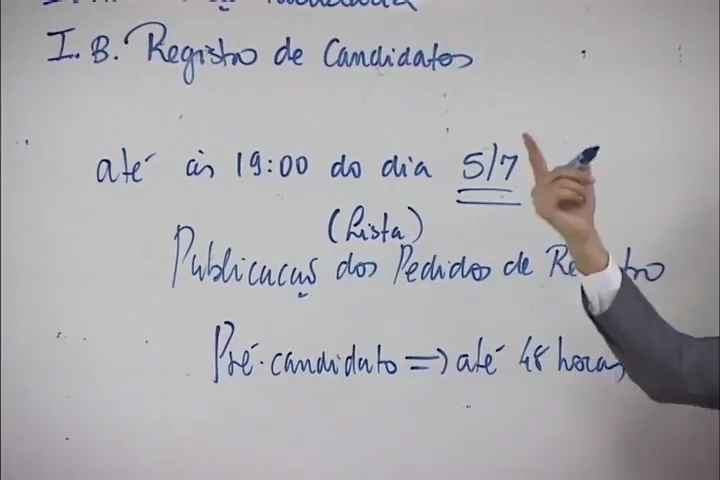 I.B. Registro de Candidatos
até às 19:00 do dia 5/7
(Lista)
Publicação dos Pedidos de Registro
Pré-candidato => até 48 horas